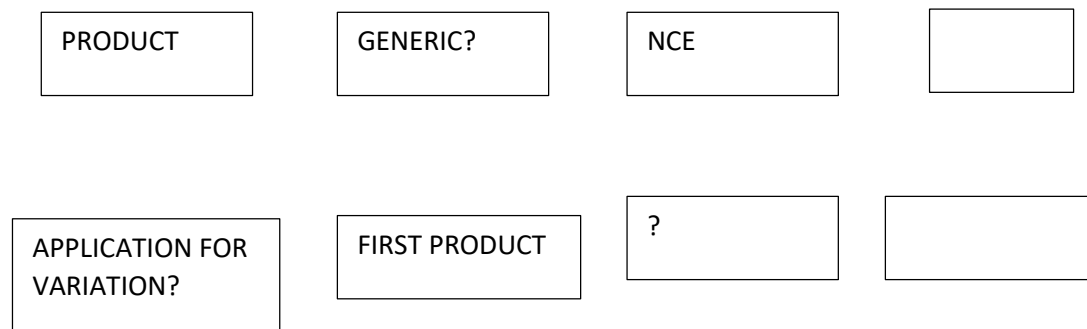 PRODUCT
GENERIC?
NCE
APPLICATION FOR
VARIATION?
FIRST PRODUCT
?